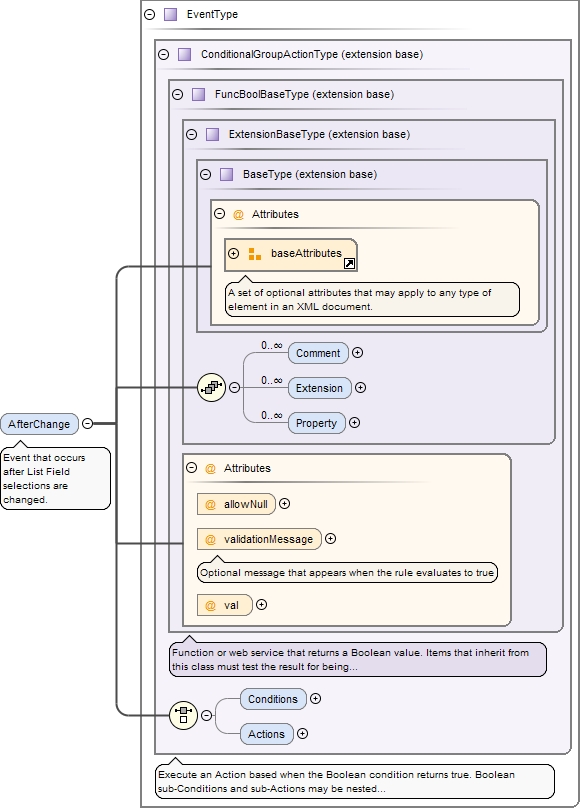 EventType
ConditionalGroupActionType (extension base)
FuncBoolBaseType (extension base)
ExtensionBaseType (extension base)
BaseType (extension base)
@ Attributes
baseAttributes
A set of optional attributes that may apply to any type of
element in an XML document.
0..∞
Comment
0..∞
Extension
0..∞
Property
AfterChange
Event that occurs
after List Field
selections are
changed.
@ Attributes
@ allowNull
@ validationMessage
Optional message that appears when the rule evaluates to true
@ val
Function or web service that returns a Boolean value. Items that inherit from
this class must test the result for being...
Conditions
Actions
Execute an Action based when the Boolean condition returns true. Boolean
sub-Conditions and sub-Actions may be nested...